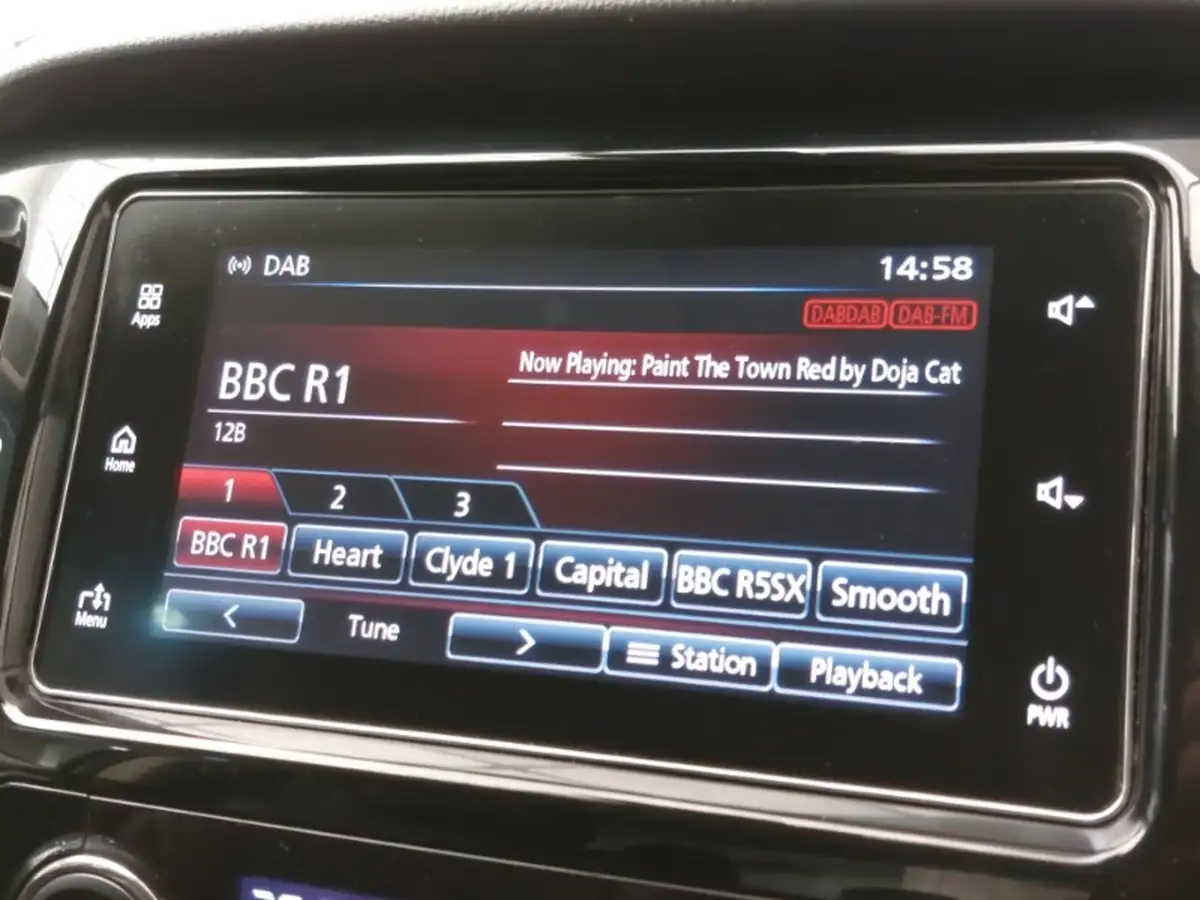 DAB 14:58
DABDAB DAB-FM
Apps
Now Playing: Paint The Town Red by Doja Cat
BBC R1
12B
Home
1 2 3
BBC R1 Heart Clyde 1 Capital BBC R5SX Smooth
Menu
< Tune > Station Playback
PWR